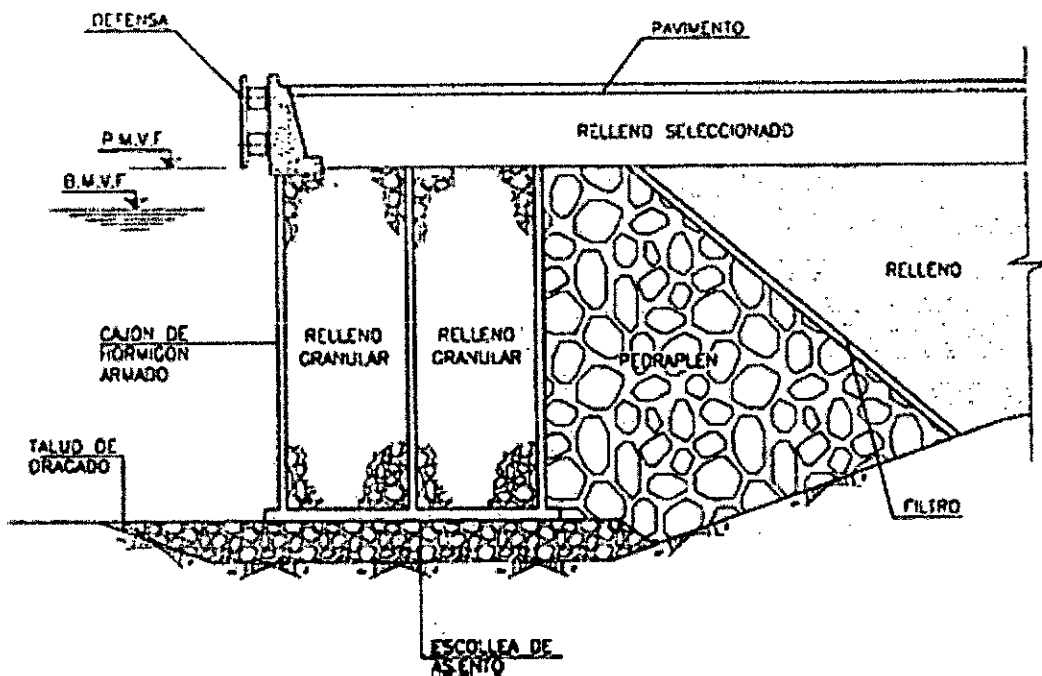 DEFENSA
PAVIMENTO
P.M.V.F.
RELLENO SELECCIONADO
B.M.V.F.
RELLENO
CAJON DE
HORMIGON
ARMADO
RELLENO
GRANULAR
RELLENO
GRANULAR
PEDRAPLEN
TALUD DE
DRAGADO
FILTRO
ESCOLLEA DE
ASIENTO